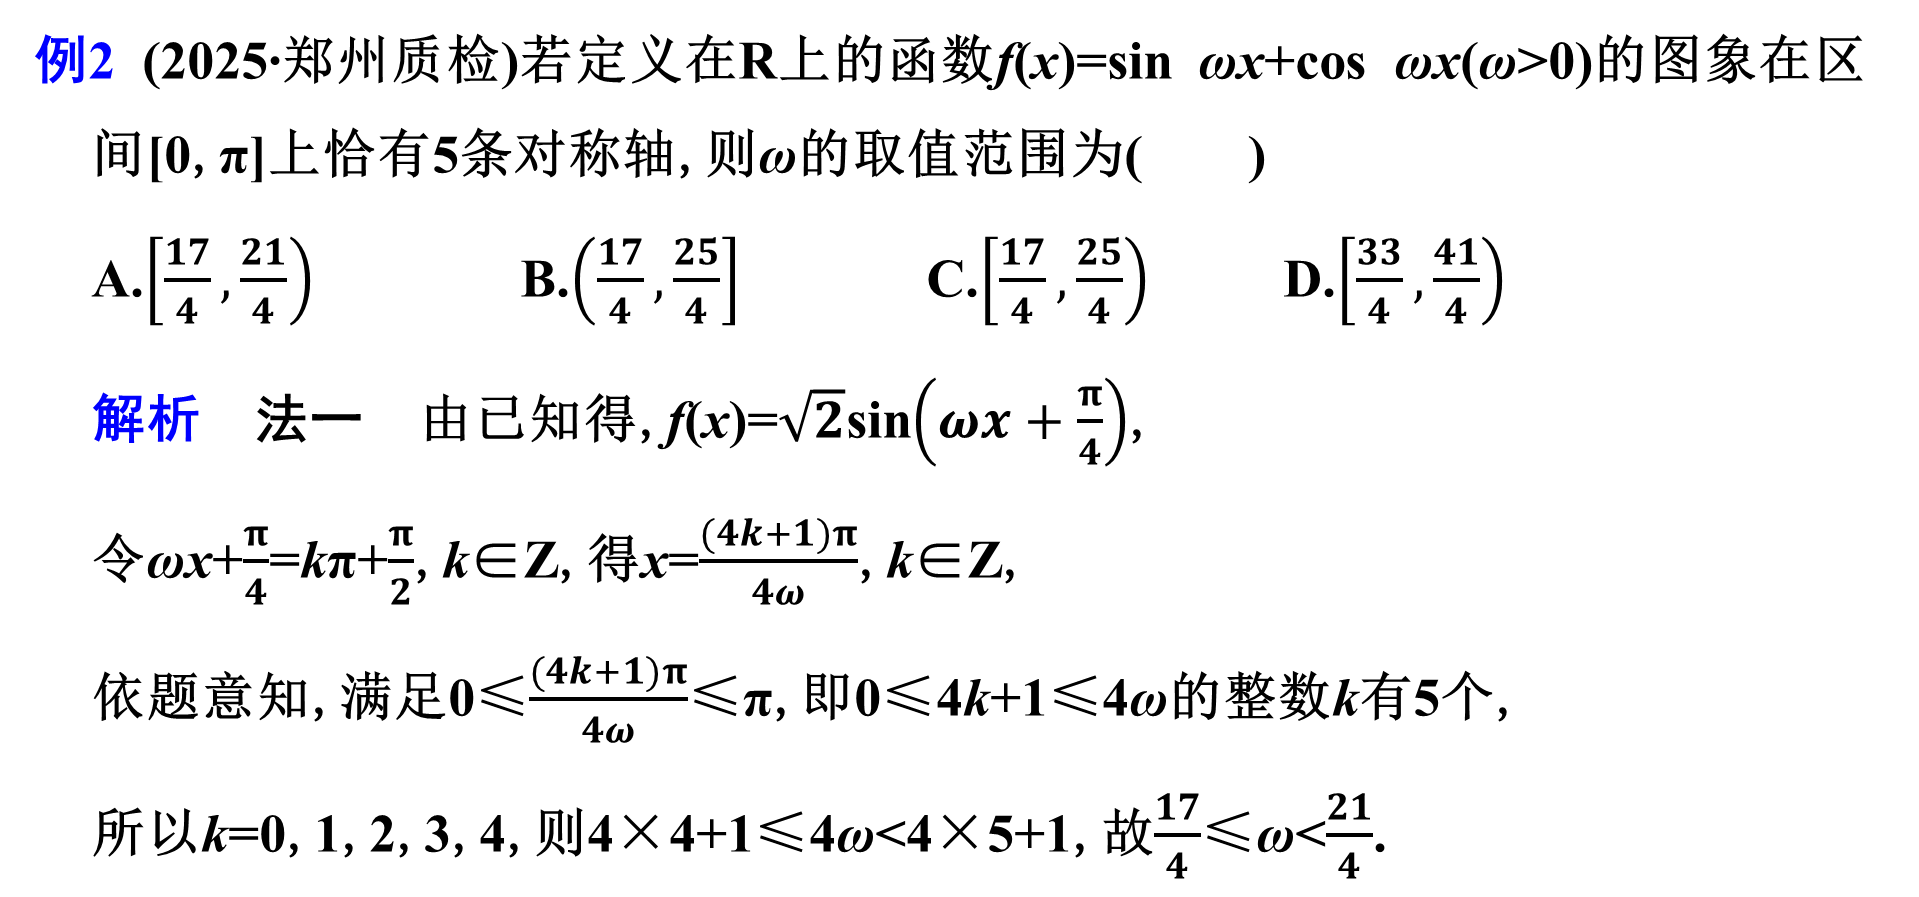 例2 (2025·郑州质检)若定义在R上的函数f(x)=sin ωx+cos ωx(ω>0)的图象在区
间[0, π]上恰有5条对称轴, 则ω的取值范围为(  )
A.[17/4, 21/4) B.(17/4, 25/4] C.[17/4, 25/4) D.[33/4, 41/4)
解析 法一 由已知得, f(x)=√2sin(ωx + π/4),
令ωx+π/4=kπ+π/2, k∈Z, 得x=(4k+1)π/4ω, k∈Z,
依题意知, 满足0≤(4k+1)π/4ω≤π, 即0≤4k+1≤4ω的整数k有5个,
所以k=0, 1, 2, 3, 4, 则4×4+1≤4ω<4×5+1, 故17/4≤ω<21/4.